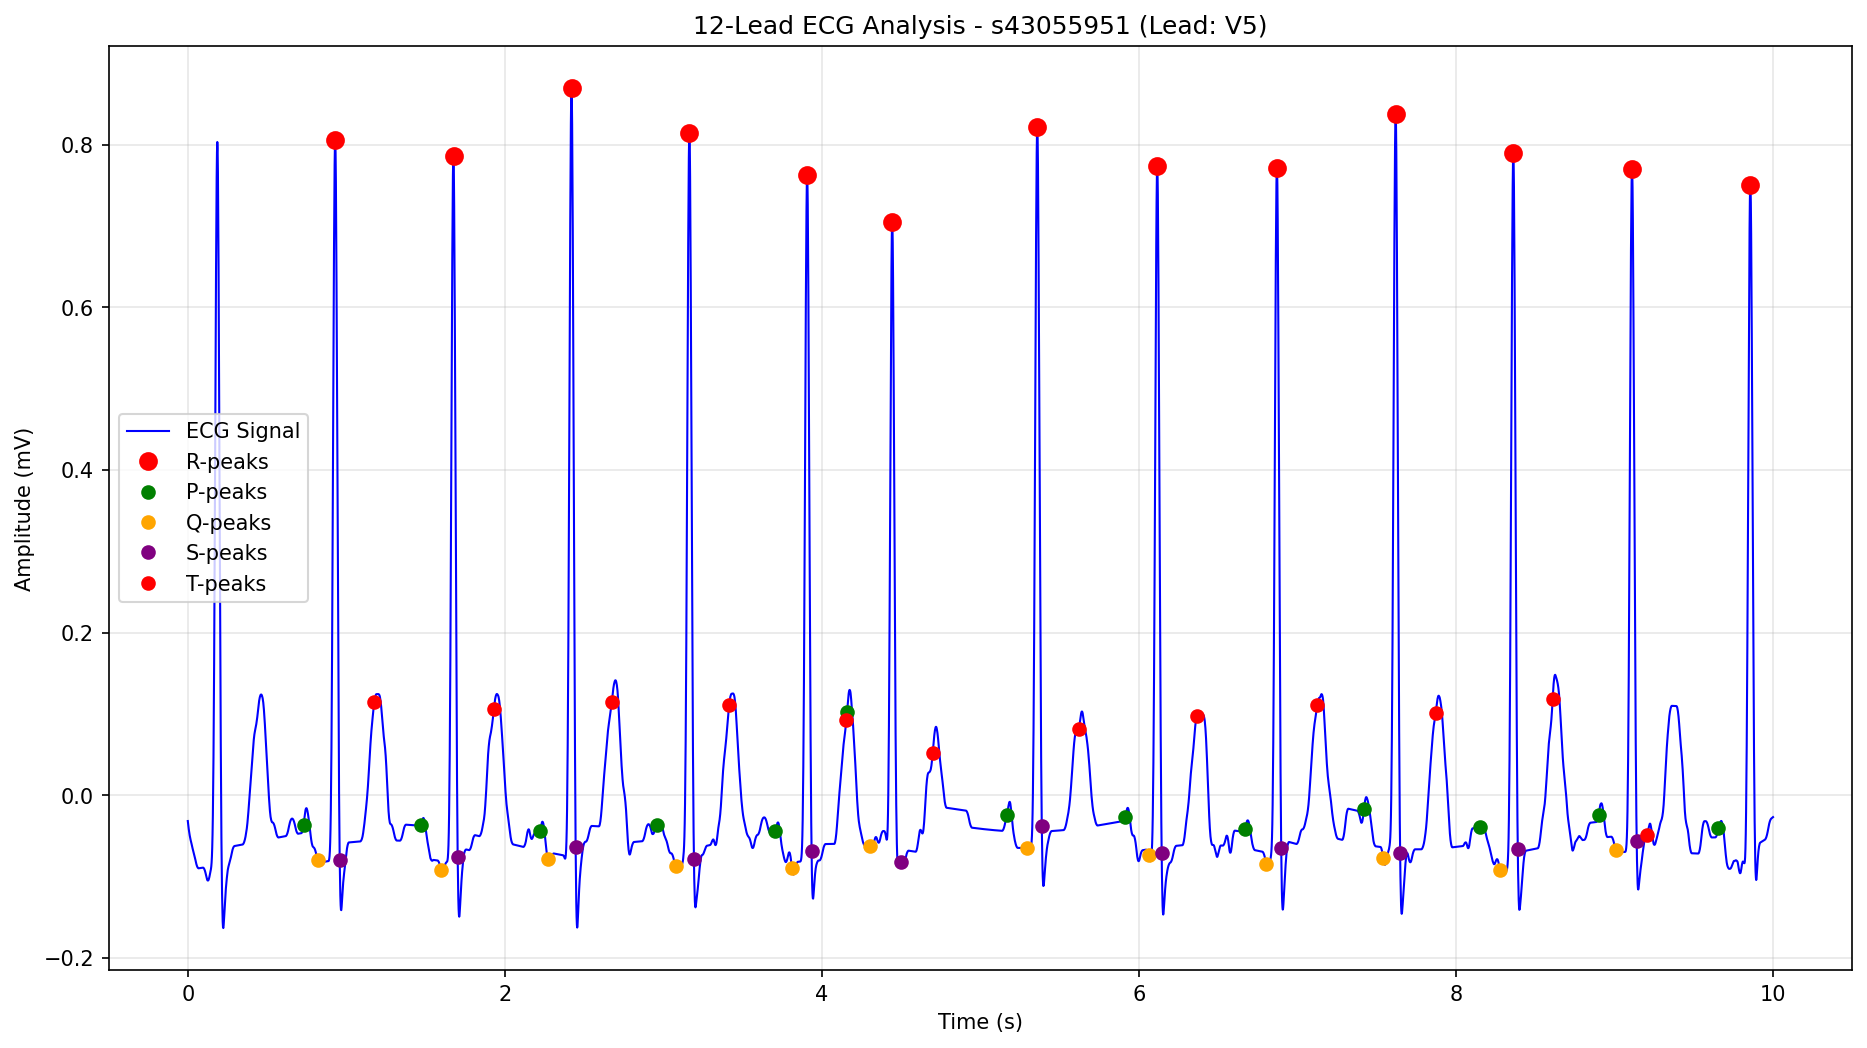 12-Lead ECG Analysis - s43055951 (Lead: V5)
Amplitude (mV)
0.8
0.6
0.4
0.2
0.0
−0.2
ECG Signal
R-peaks
P-peaks
Q-peaks
S-peaks
T-peaks
0 2 4 6 8 10
Time (s)